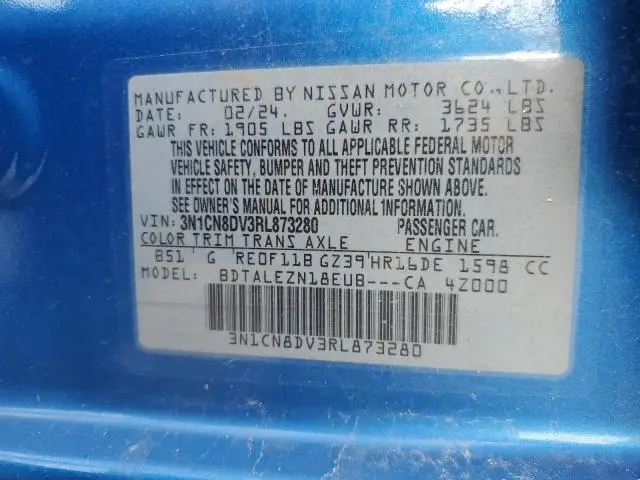 MANUFACTURED BY NISSAN MOTOR CO., LTD.
DATE: 02/24. GVWR: 3624 LBS
GAWR FR: 1905 LBS GAWR RR: 1735 LBS
THIS VEHICLE CONFORMS TO ALL APPLICABLE FEDERAL MOTOR
VEHICLE SAFETY, BUMPER AND THEFT PREVENTION STANDARDS
IN EFFECT ON THE DATE OF MANUFACTURE SHOWN ABOVE.
SEE OWNER'S MANUAL FOR ADDITIONAL INFORMATION.
VIN: 3N1CN8DV3RL873280 PASSENGER CAR.
COLOR TRIM TRANS AXLE ENGINE
B51 G RE0F11B GZ39 HR16DE 1598 CC
MODEL: BDTALEZN18EUB---CA 4Z000
3N1CN8DV3RL873280